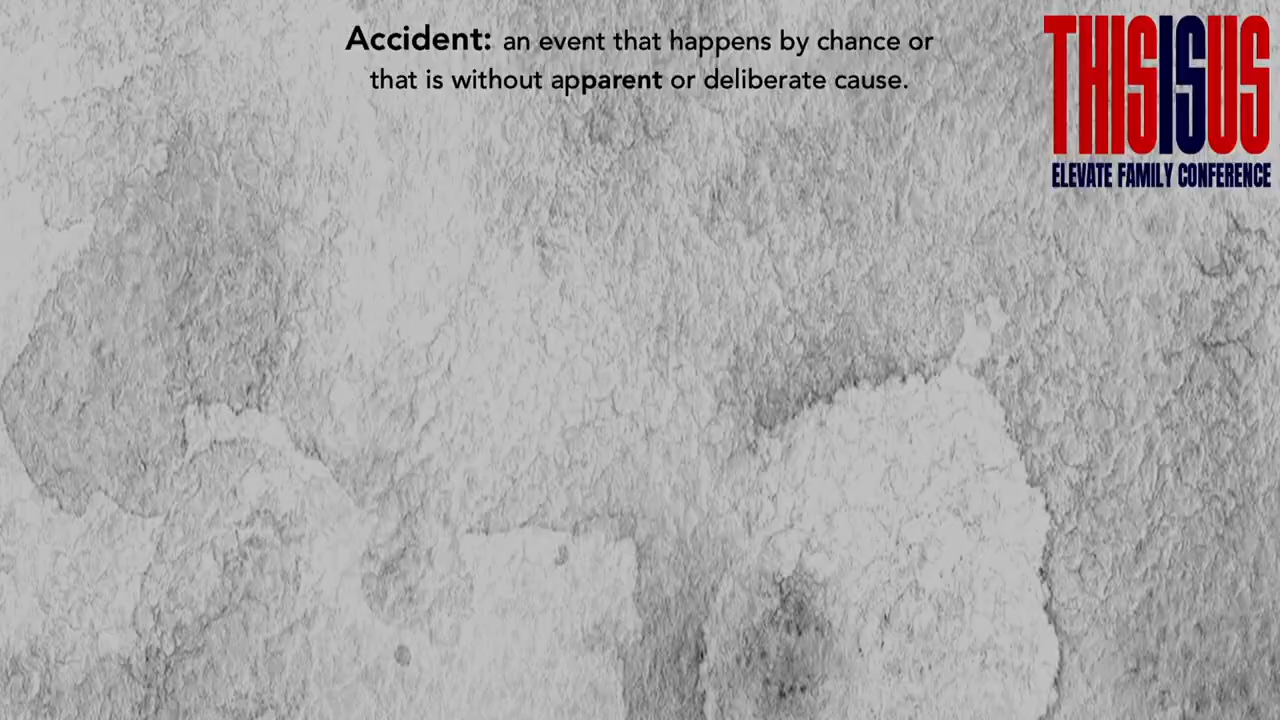 Accident: an event that happens by chance or
that is without apparent or deliberate cause.
THISISUS
ELEVATE FAMILY CONFERENCE